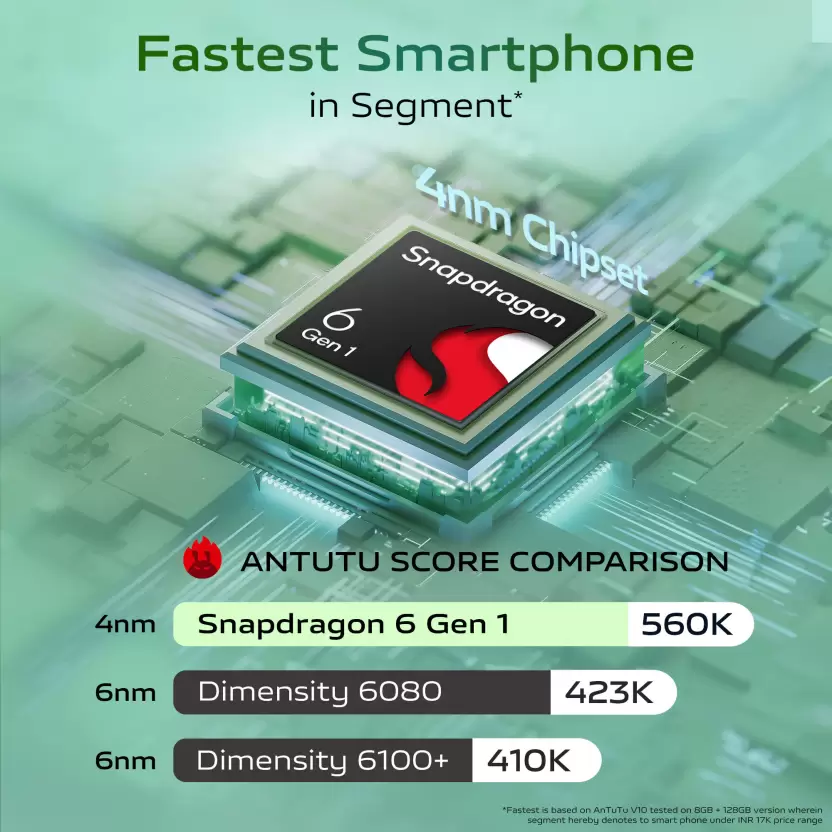 Fastest Smartphone
in Segment*
4nm Chipset
Snapdragon
6
Gen 1
ANTUTU SCORE COMPARISON
4nm Snapdragon 6 Gen 1 560K
6nm Dimensity 6080 423K
6nm Dimensity 6100+ 410K
*Fastest is based on AnTuTu V10 tested on 8GB + 128GB version wherein
segment hereby denotes to smart phone under INR 17K price range